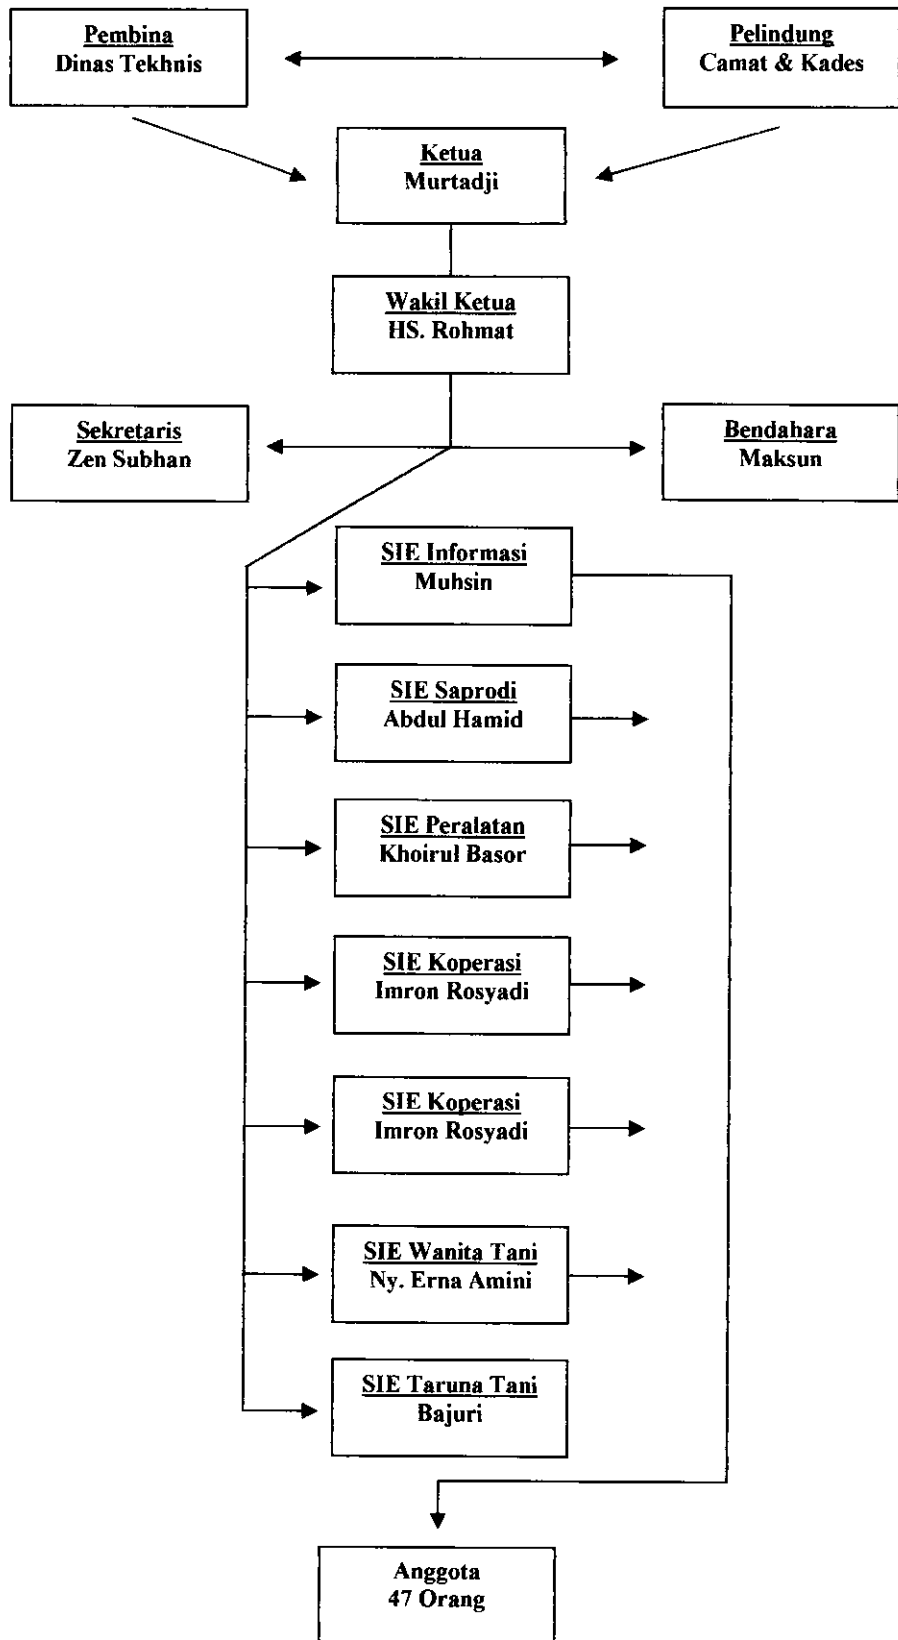 Pembina
Dinas Tekhnis
Pelindung
Camat & Kades
Ketua
Murtadji
Wakil Ketua
HS. Rohmat
Sekretaris
Zen Subhan
Bendahara
Maksun
SIE Informasi
Muhsin
SIE Saprodi
Abdul Hamid
SIE Peralatan
Khoirul Basor
SIE Koperasi
Imron Rosyadi
SIE Koperasi
Imron Rosyadi
SIE Wanita Tani
Ny. Erna Amini
SIE Taruna Tani
Bajuri
Anggota
47 Orang